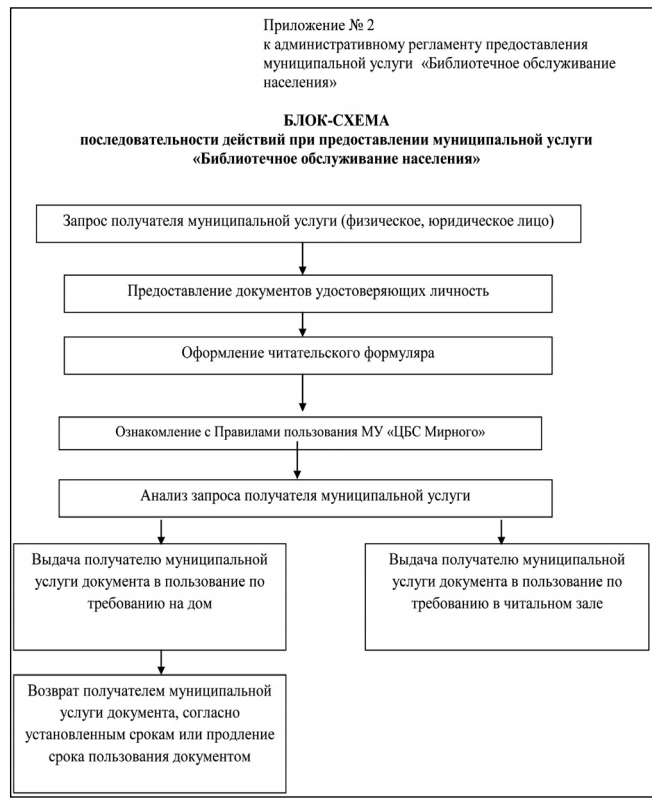 Приложение № 2
к административному регламенту предоставления
муниципальной услуги «Библиотечное обслуживание
населения»
БЛОК-СХЕМА
последовательности действий при предоставлении муниципальной услуги
«Библиотечное обслуживание населения»
Запрос получателя муниципальной услуги (физическое, юридическое лицо)
Предоставление документов удостоверяющих личность
Оформление читательского формуляра
Ознакомление с Правилами пользования МУ «ЦБС Мирного»
Анализ запроса получателя муниципальной услуги
Выдача получателю муниципальной
услуги документа в пользование по
требованию на дом
Выдача получателю муниципальной
услуги документа в пользование по
требованию в читальном зале
Возврат получателем муниципальной
услуги документа, согласно
установленным срокам или продление
срока пользования документом